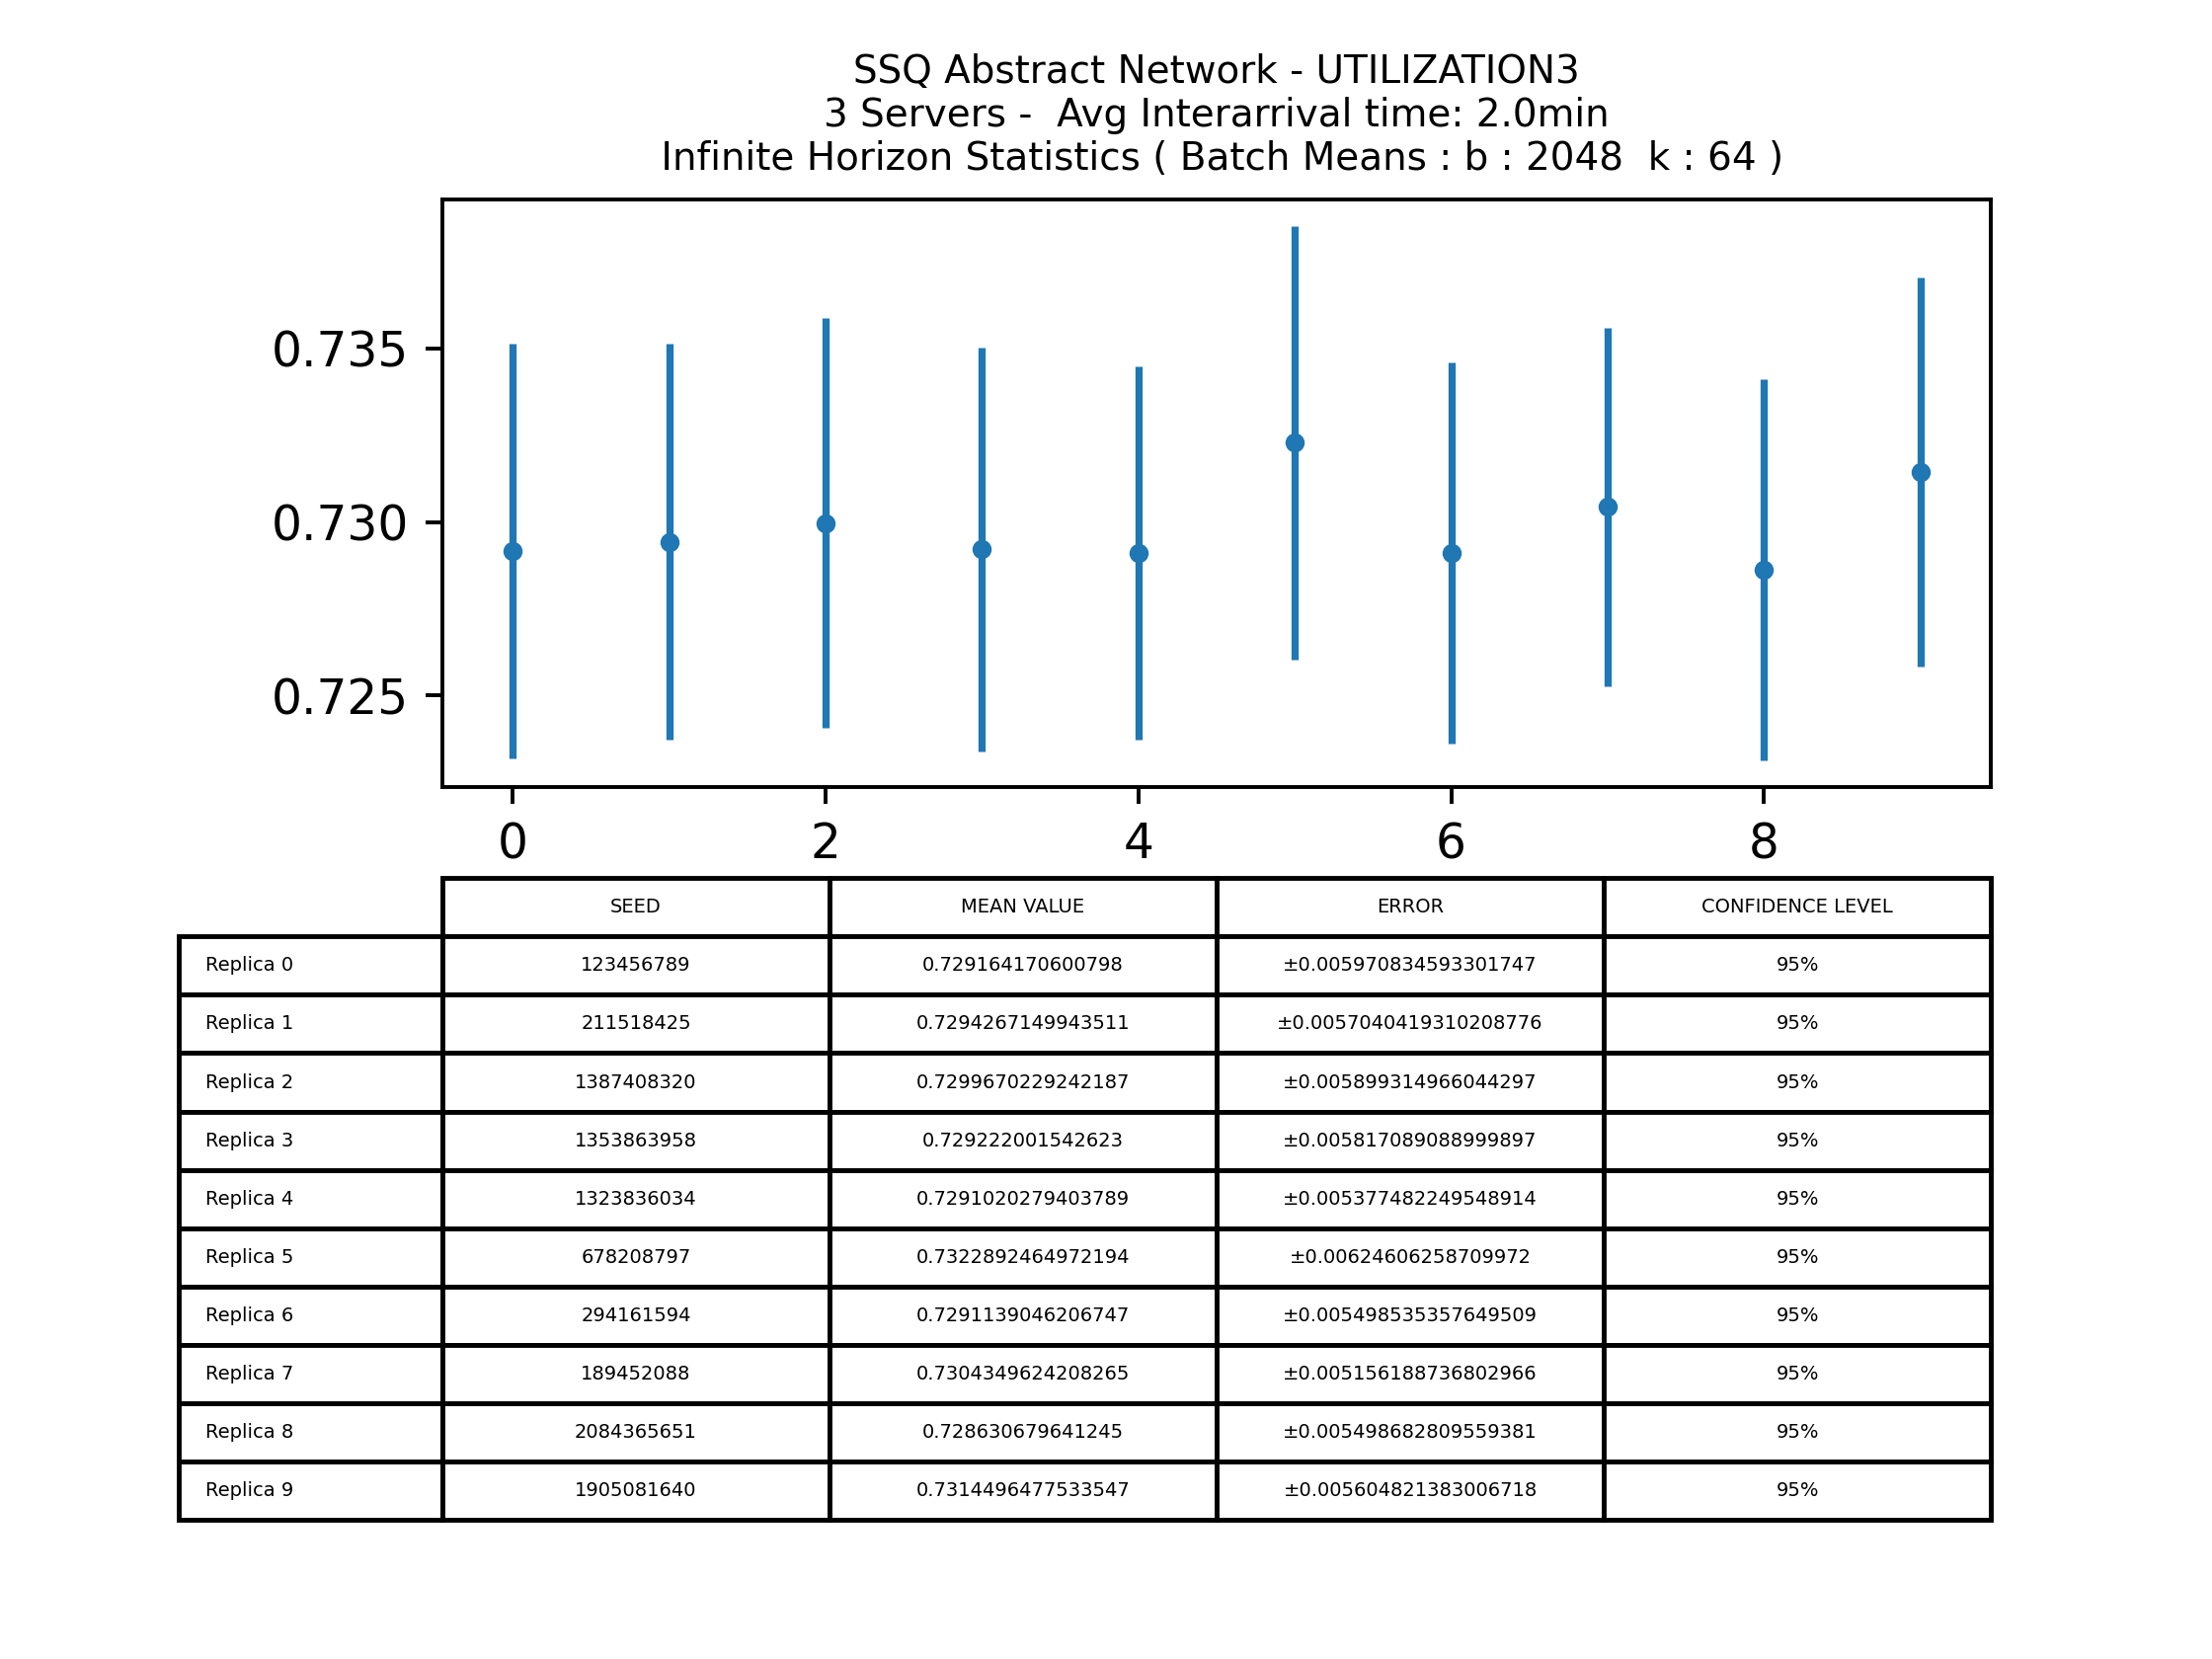 SSQ Abstract Network - UTILIZATION3
3 Servers -  Avg Interarrival time: 2.0min
Infinite Horizon Statistics ( Batch Means : b : 2048  k : 64 )
0.735
0.730
0.725
0 2 4 6 8
SEED MEAN VALUE ERROR CONFIDENCE LEVEL
Replica 0 123456789 0.729164170600798 ±0.005970834593301747 95%
Replica 1 211518425 0.7294267149943511 ±0.0057040419310208776 95%
Replica 2 1387408320 0.7299670229242187 ±0.005899314966044297 95%
Replica 3 1353863958 0.729222001542623 ±0.005817089088999897 95%
Replica 4 1323836034 0.7291020279403789 ±0.005377482249548914 95%
Replica 5 678208797 0.7322892464972194 ±0.00624606258709972 95%
Replica 6 294161594 0.7291139046206747 ±0.005498535357649509 95%
Replica 7 189452088 0.7304349624208265 ±0.005156188736802966 95%
Replica 8 2084365651 0.728630679641245 ±0.005498682809559381 95%
Replica 9 1905081640 0.7314496477533547 ±0.005604821383006718 95%